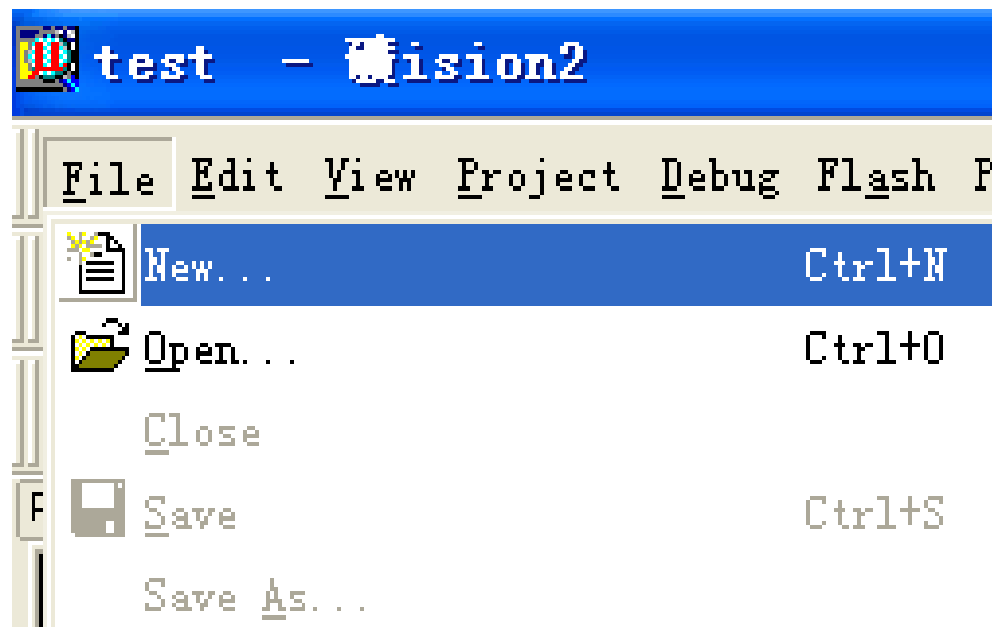 test - ision2
File Edit View Project Debug Flash P
New... Ctrl+N
Open... Ctrl+O
Close
Save Ctrl+S
Save As...